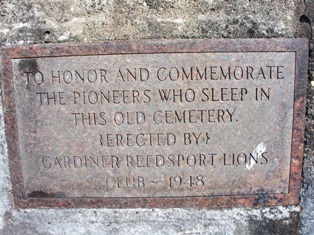 TO HONOR AND COMMEMORATE
THE PIONEERS WHO SLEEP IN
THIS OLD CEMETERY.
{ERECTED BY}
GARDINER REEDSPORT LIONS
CLUB ~ 1948